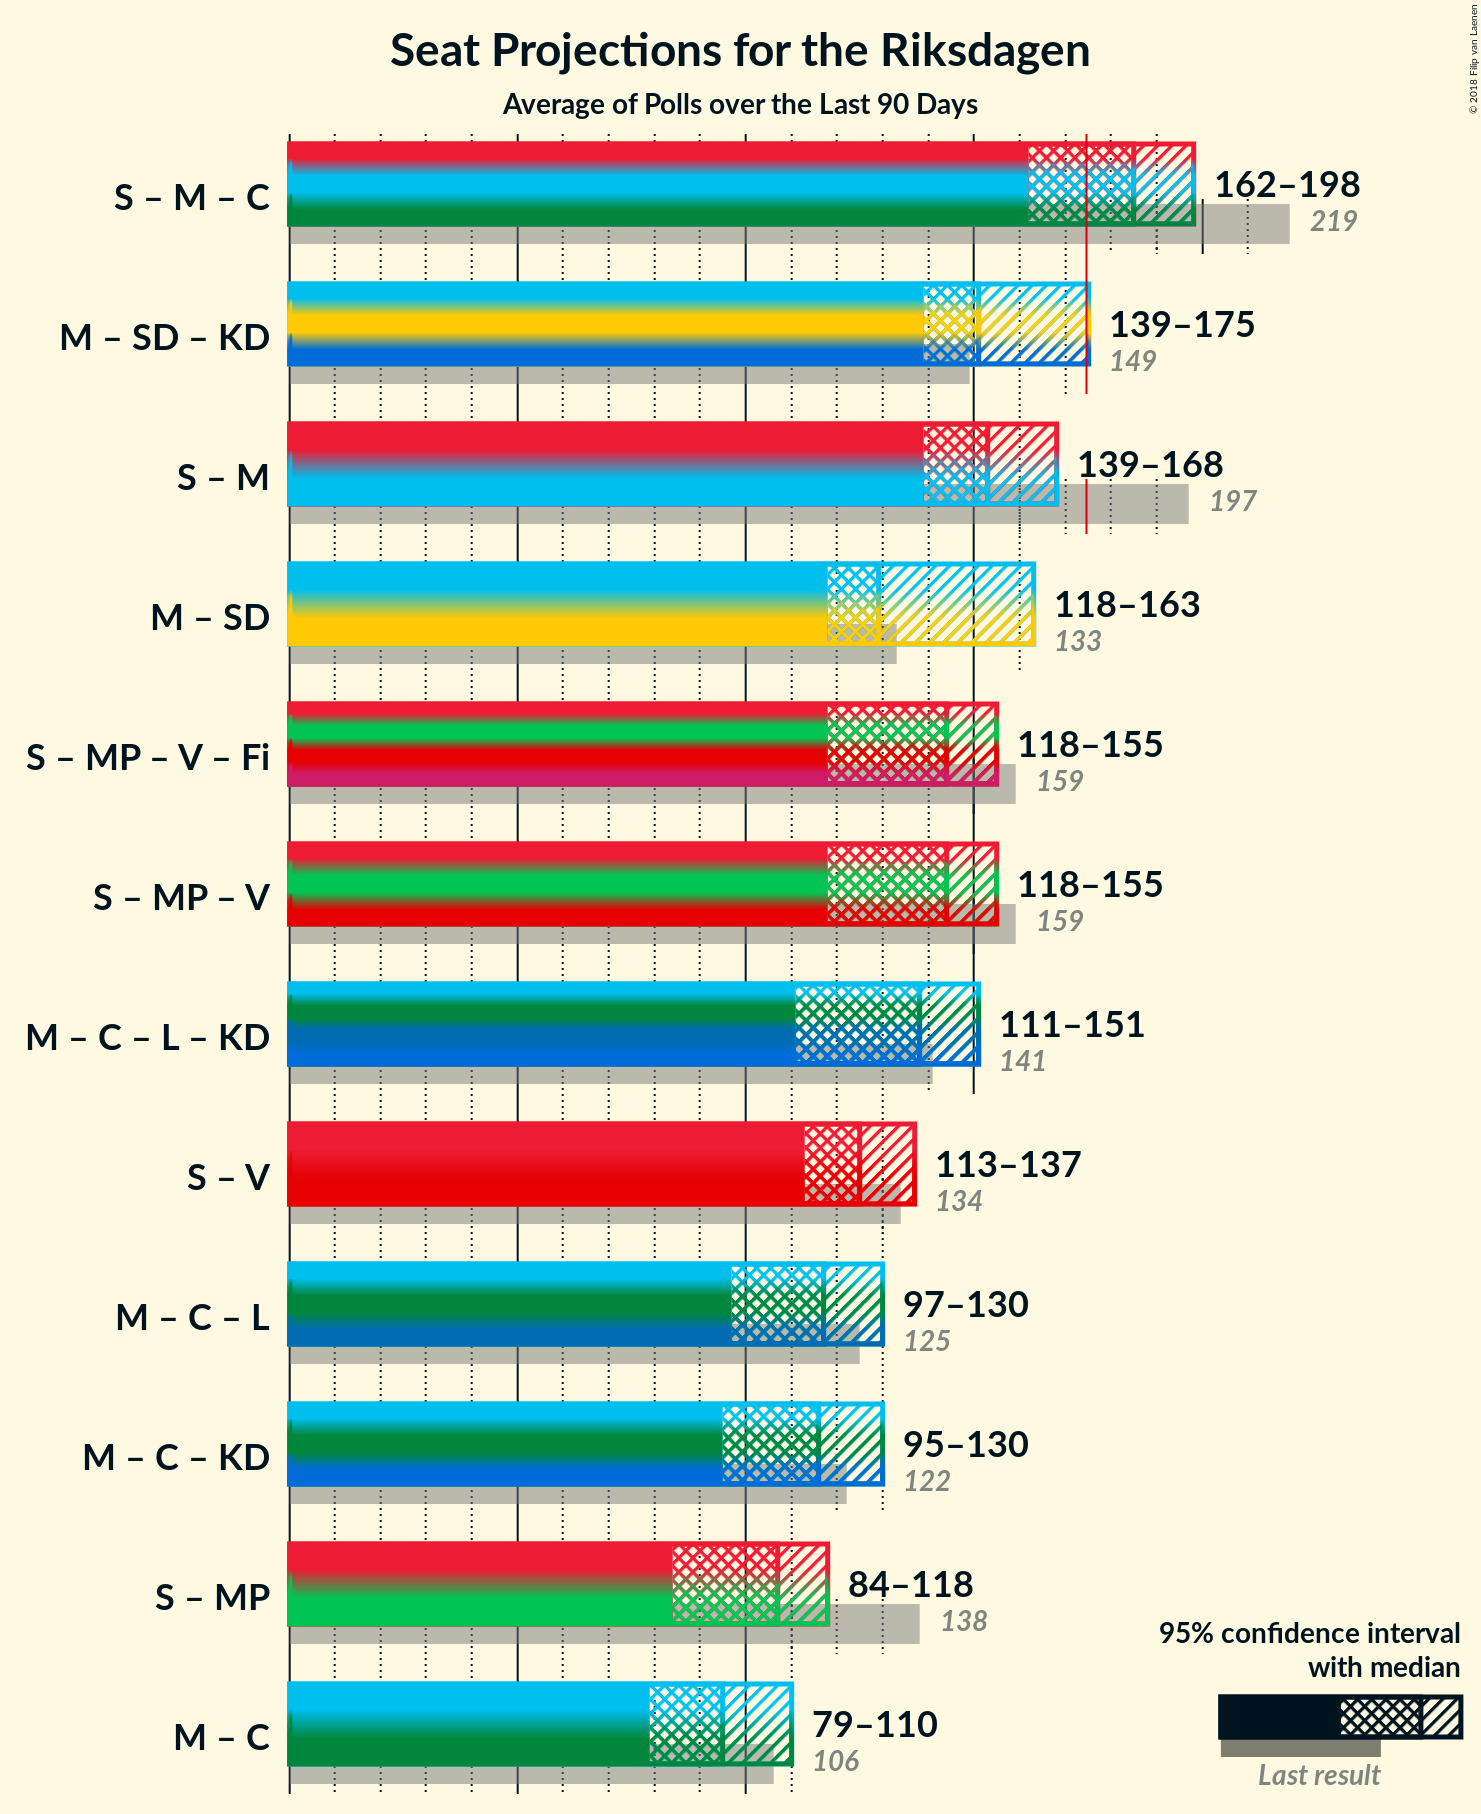 Seat Projections for the Riksdagen
Average of Polls over the Last 90 Days
© 2018 Filip van Laenen
S – M – C
162–198
219
M – SD – KD
139–175
149
S – M
139–168
197
M – SD
118–163
133
S – MP – V – Fi
118–155
159
S – MP – V
118–155
159
M – C – L – KD
111–151
141
S – V
113–137
134
M – C – L
97–130
125
M – C – KD
95–130
122
S – MP
84–118
138
M – C
79–110
106
95% confidence interval
with median
Last result